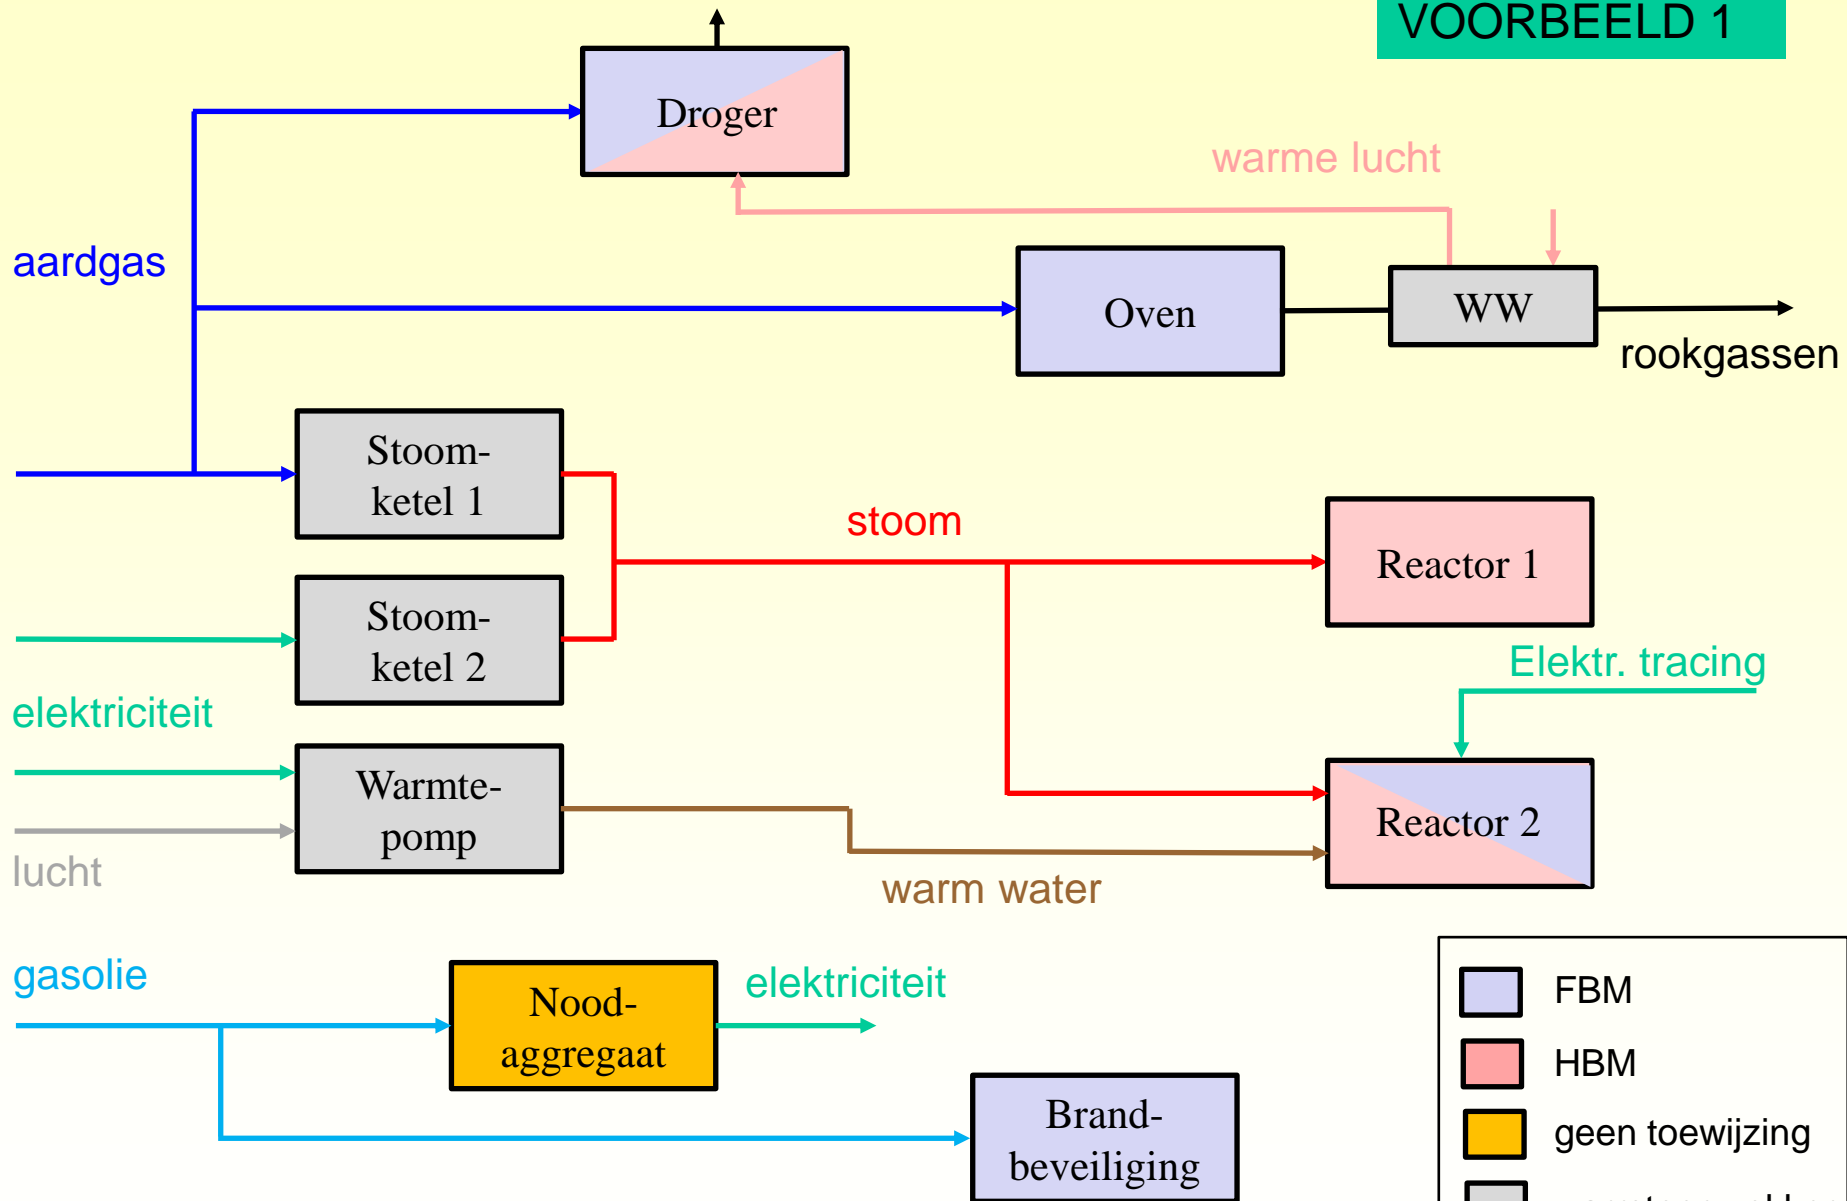 VOORBEELD 1
Droger
warme lucht
aardgas
Oven
WW
rookgassen
Stoom-
ketel 1
stoom
Reactor 1
Stoom-
ketel 2
Elektr. tracing
elektriciteit
Warmte-
pomp
Reactor 2
lucht
warm water
gasolie
Nood-
aggregaat
elektriciteit
FBM
HBM
Brand-
beveiliging
geen toewijzing